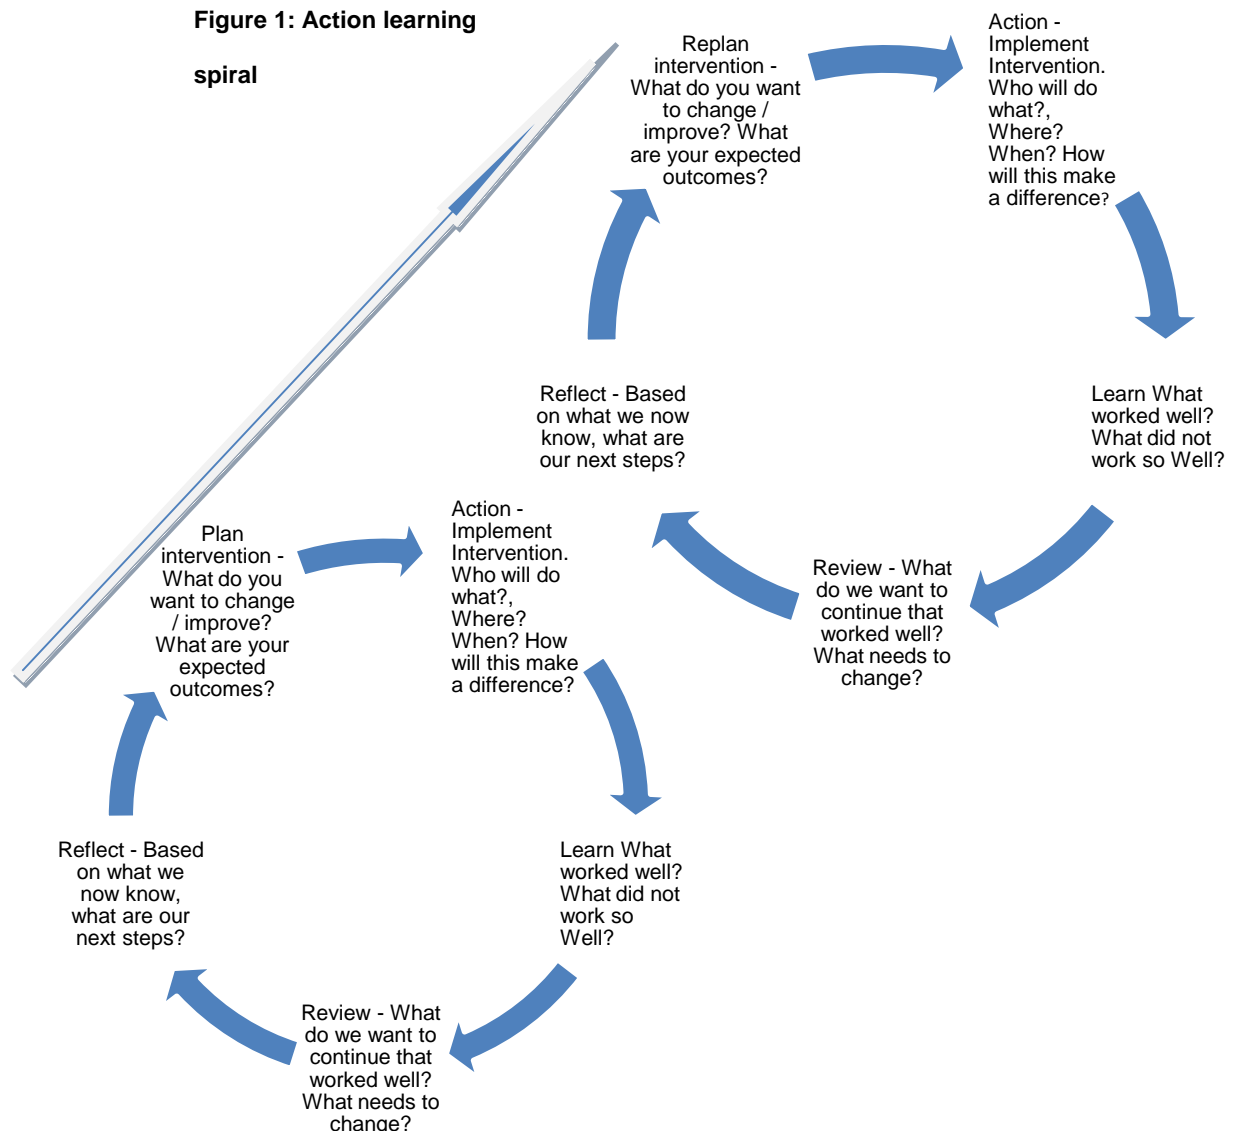 Figure 1: Action learning
spiral
Replan
intervention -
What do you want
to change /
improve? What
are your expected
outcomes?
Action -
Implement
Intervention.
Who will do
what?,
Where?
When? How
will this make
a difference?
Reflect - Based
on what we now
know, what are
our next steps?
Learn What
worked well?
What did not
work so Well?
Review - What
do we want to
continue that
worked well?
What needs to
change?
Plan
intervention -
What do you
want to change
/ improve?
What are your
expected
outcomes?
Action -
Implement
Intervention.
Who will do
what?,
Where?
When? How
will this make
a difference?
Reflect - Based
on what we
now know,
what are our
next steps?
Learn What
worked well?
What did not
work so
Well?
Review - What
do we want to
continue that
worked well?
What needs to
change?